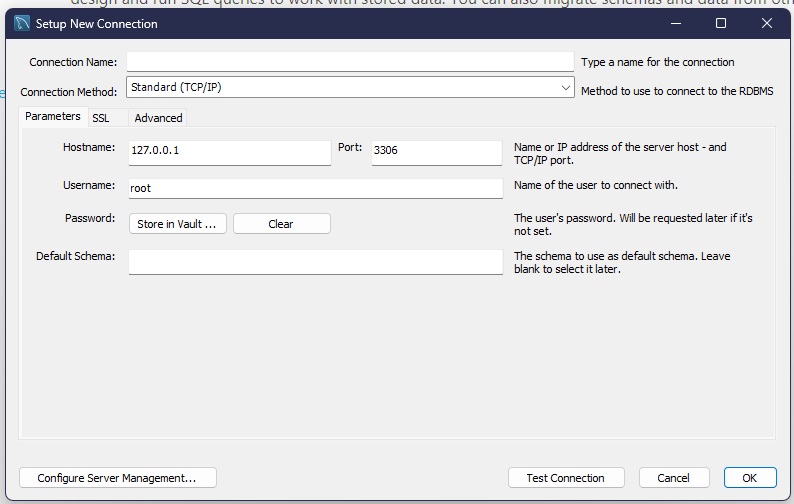 design and run SQL queries to work with stored data. You can also migrate schemas and data from
Setup New Connection
Connection Name: Type a name for the connection
Connection Method: Standard (TCP/IP) Method to use to connect to the RDBMS
Parameters SSL Advanced
Hostname: 127.0.0.1 Port: 3306 Name or IP address of the server host - and
TCP/IP port.
Username: root Name of the user to connect with.
Password: Store in Vault ... Clear The user's password. Will be requested later if it's
not set.
Default Schema: The schema to use as default schema. Leave
blank to select it later.
Configure Server Management... Test Connection Cancel OK